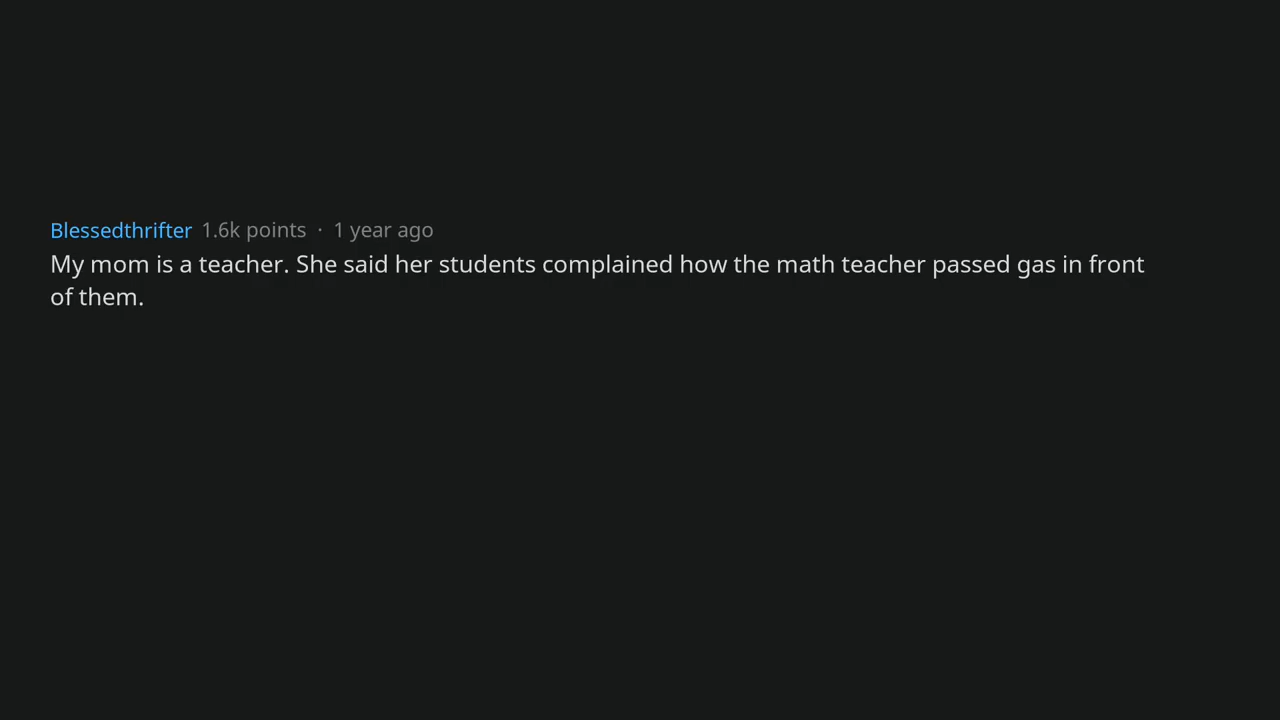 Blessedthrifter 1.6k points · 1 year ago
My mom is a teacher. She said her students complained how the math teacher passed gas in front
of them.